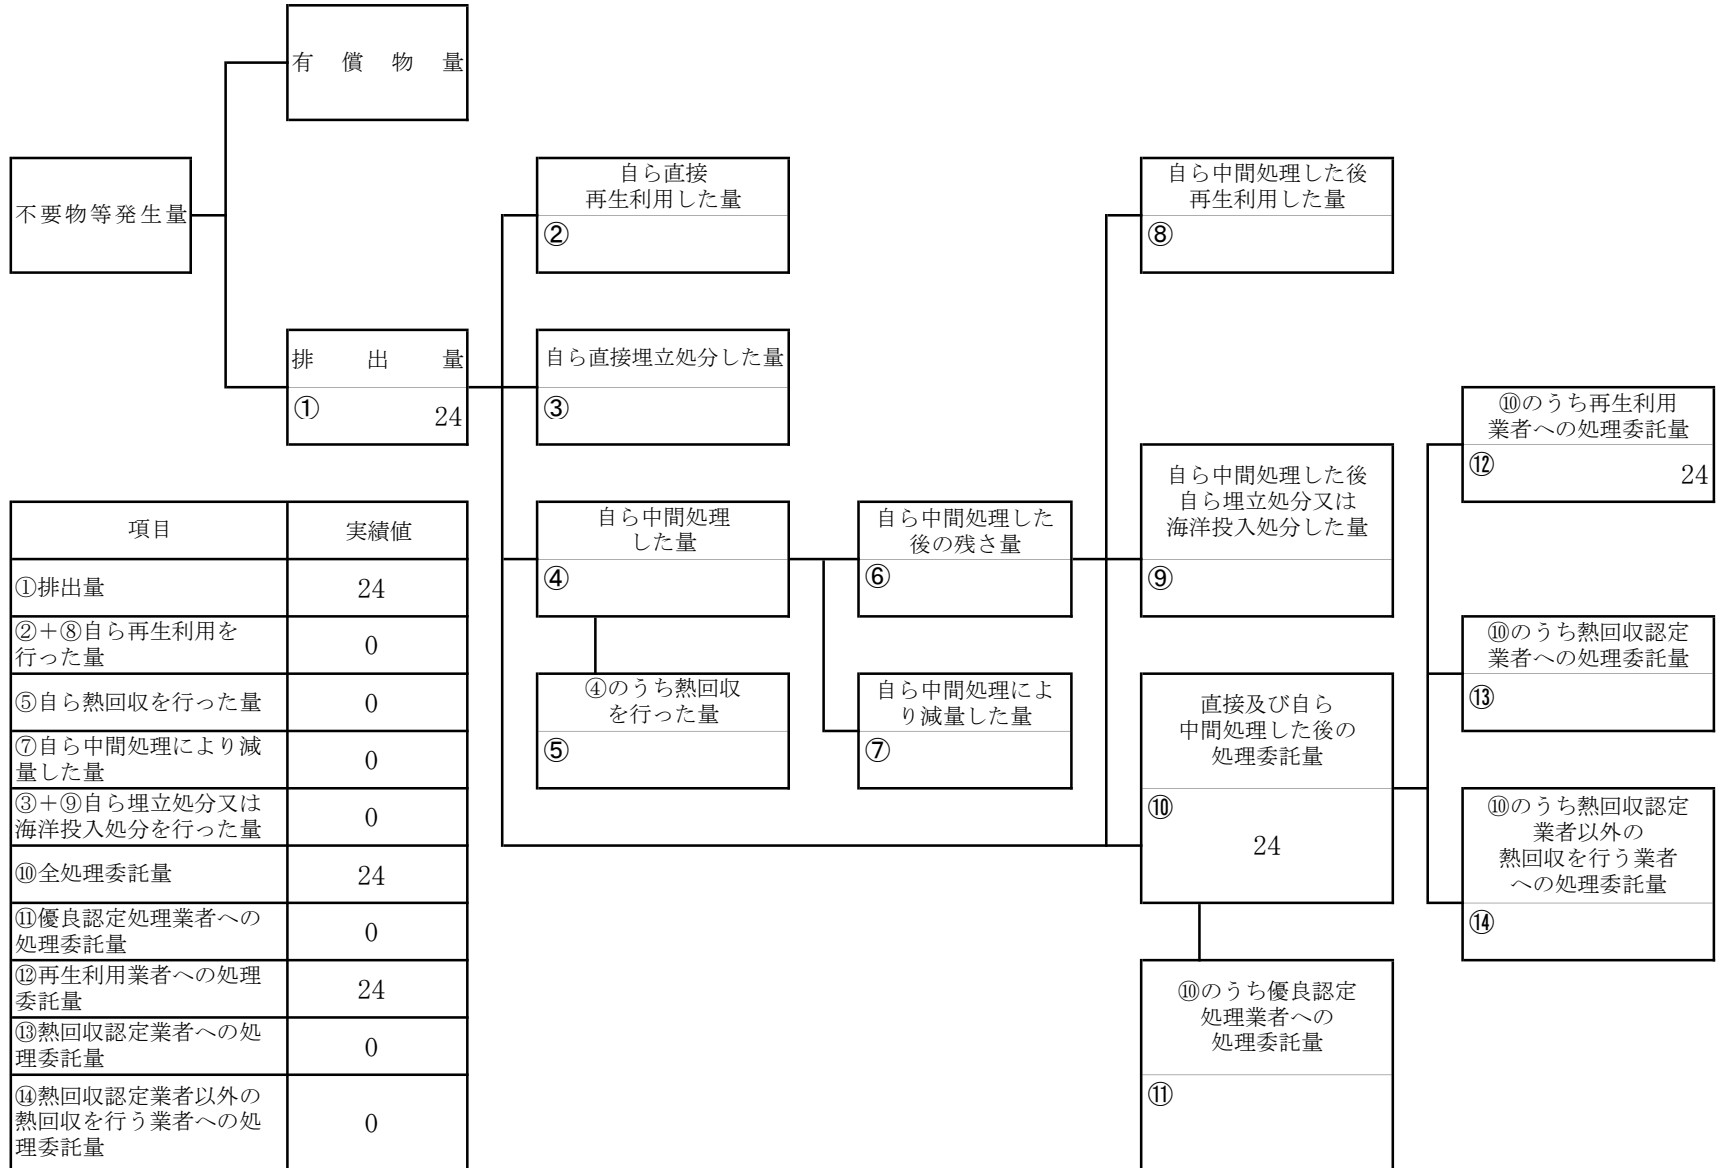 有償物量
不要物等発生量
排出量
①
24
自ら直接
再生利用した量
②
自ら直接埋立処分した量
③
自ら中間処理
した量
④
④のうち熱回収
を行った量
⑤
自ら中間処理した
後の残さ量
⑥
自ら中間処理によ
り減量した量
⑦
自ら中間処理した後
再生利用した量
⑧
自ら中間処理した後
自ら埋立処分又は
海洋投入処分した量
⑨
直接及び自ら
中間処理した後の
処理委託量
⑩
24
⑩のうち優良認定
処理業者への
処理委託量
⑪
⑩のうち再生利用
業者への処理委託量
⑫
24
⑩のうち熱回収認定
業者への処理委託量
⑬
⑩のうち熱回収認定
業者以外の
熱回収を行う業者
への処理委託量
⑭
項目 実績値
①排出量 24
②+⑧自ら再生利用を
行った量
0
⑤自ら熱回収を行った量 0
⑦自ら中間処理により減
量した量
0
③+⑨自ら埋立処分又は
海洋投入処分を行った量
0
⑩全処理委託量 24
⑪優良認定処理業者への
処理委託量
0
⑫再生利用業者への処理
委託量
24
⑬熱回収認定業者への処
理委託量
0
⑭熱回収認定業者以外の
熱回収を行う業者への処
理委託量
0